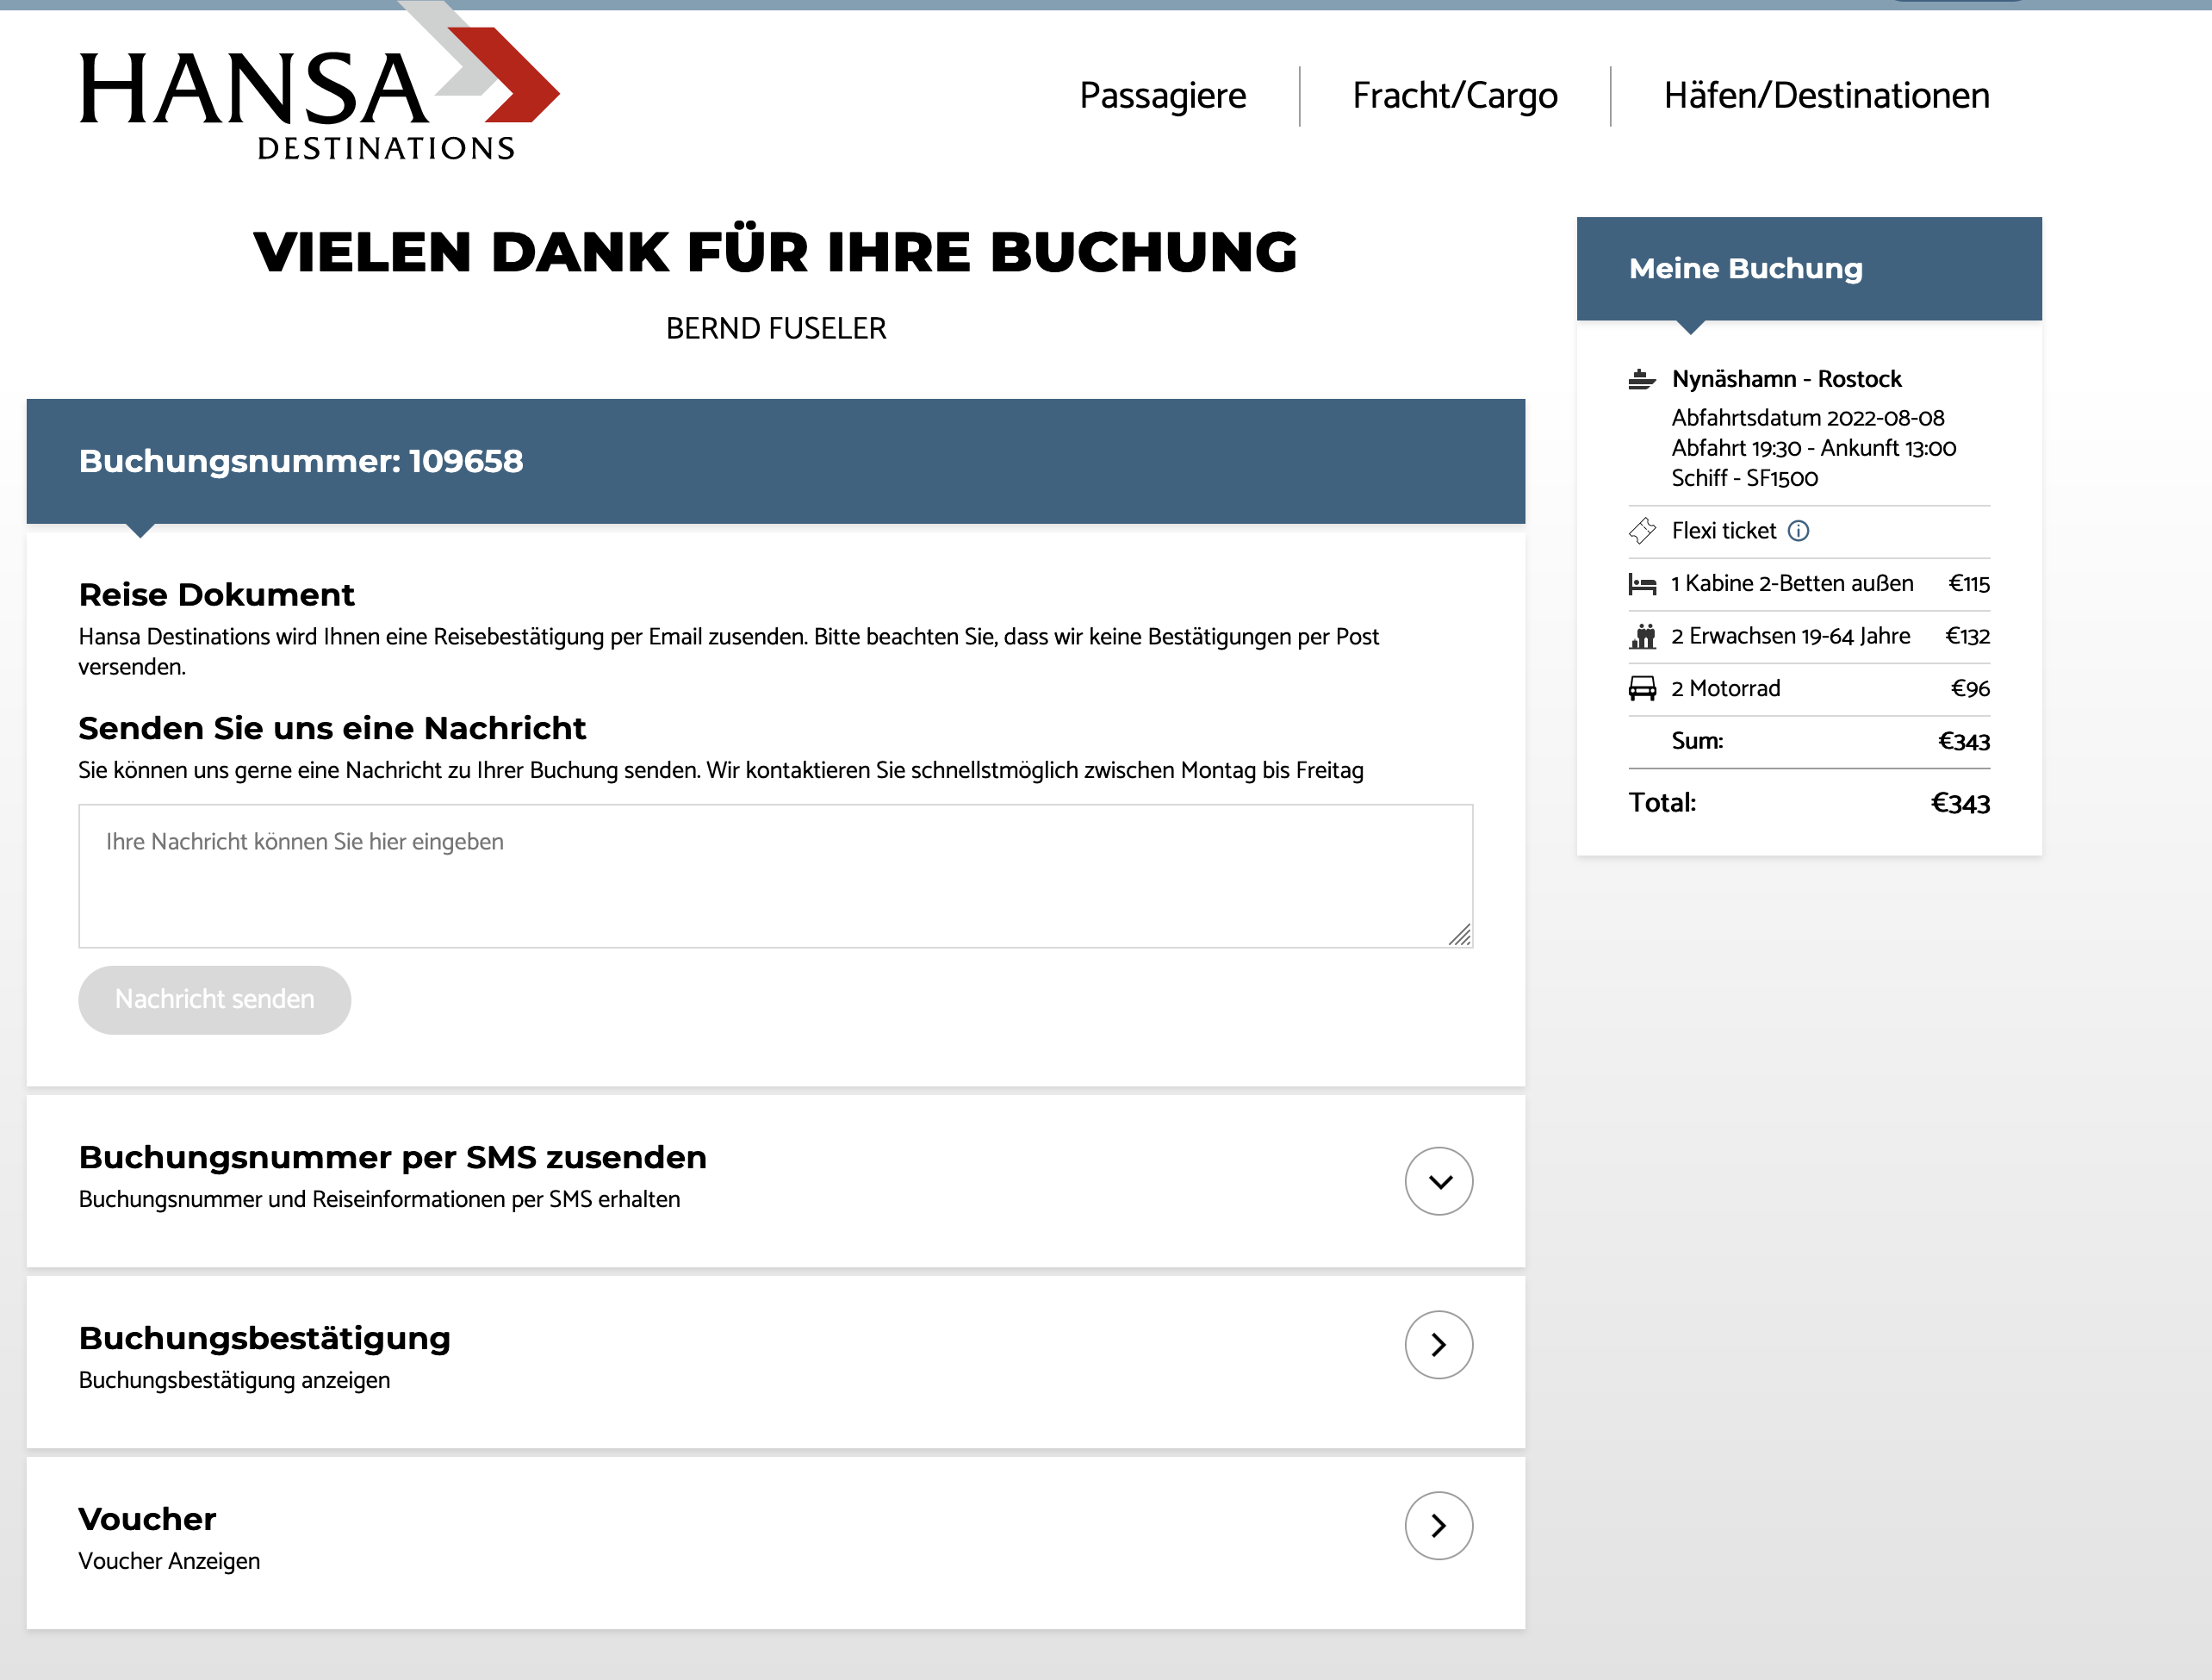 HANSA
DESTINATIONS
Passagiere
Fracht/Cargo
Häfen/Destinationen
VIELEN DANK FÜR IHRE BUCHUNG
BERND FUSELER
Buchungsnummer: 109658
Reise Dokument
Hansa Destinations wird Ihnen eine Reisebestätigung per Email zusenden. Bitte beachten Sie, dass wir keine Bestätigungen per Post
versenden.
Senden Sie uns eine Nachricht
Sie können uns gerne eine Nachricht zu Ihrer Buchung senden. Wir kontaktieren Sie schnellstmöglich zwischen Montag bis Freitag
Ihre Nachricht können Sie hier eingeben
Nachricht senden
Buchungsnummer per SMS zusenden
Buchungsnummer und Reiseinformationen per SMS erhalten
Buchungsbestätigung
Buchungsbestätigung anzeigen
Voucher
Voucher Anzeigen
Meine Buchung
Nynäshamn - Rostock
Abfahrtsdatum 2022-08-08
Abfahrt 19:30 - Ankunft 13:00
Schiff - SF1500
Flexi ticket
1 Kabine 2-Betten außen €115
2 Erwachsen 19-64 Jahre €132
2 Motorrad €96
Sum: €343
Total: €343